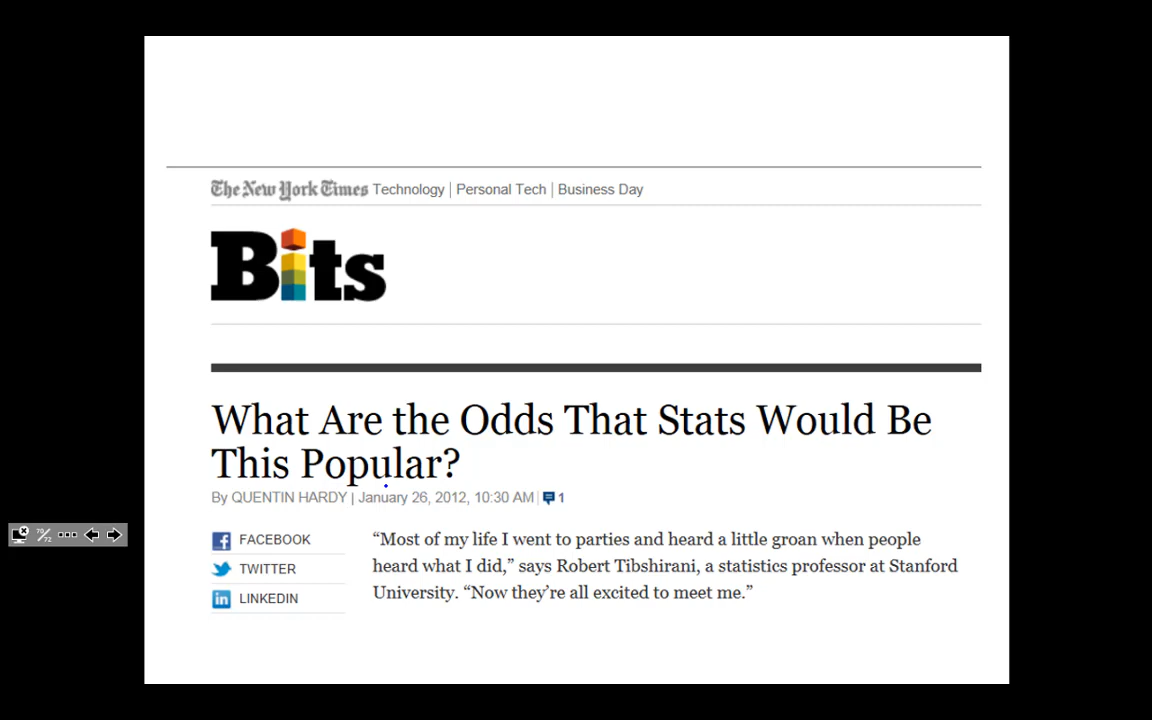 The New York Times Technology | Personal Tech | Business Day
Bits
What Are the Odds That Stats Would Be
This Popular?
By QUENTIN HARDY | January 26, 2012, 10:30 AM | 1
FACEBOOK
TWITTER
LINKEDIN
“Most of my life I went to parties and heard a little groan when people
heard what I did,” says Robert Tibshirani, a statistics professor at Stanford
University. “Now they’re all excited to meet me.”
70/72